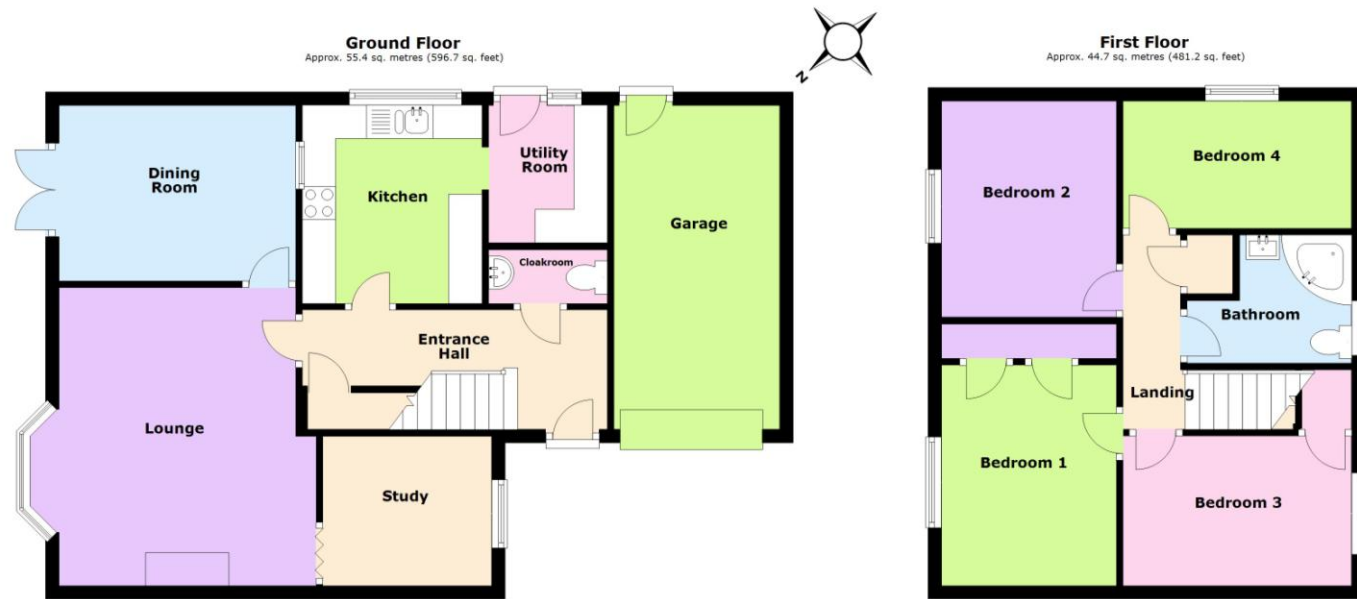 Ground Floor
Approx. 55.4 sq. metres (596.7 sq. feet)
N
First Floor
Approx. 44.7 sq. metres (481.2 sq. feet)
Dining
Room
Kitchen
Utility
Room
Garage
Cloakroom
Entrance
Hall
Lounge
Study
Bedroom 2
Bedroom 4
Bathroom
Landing
Bedroom 1
Bedroom 3